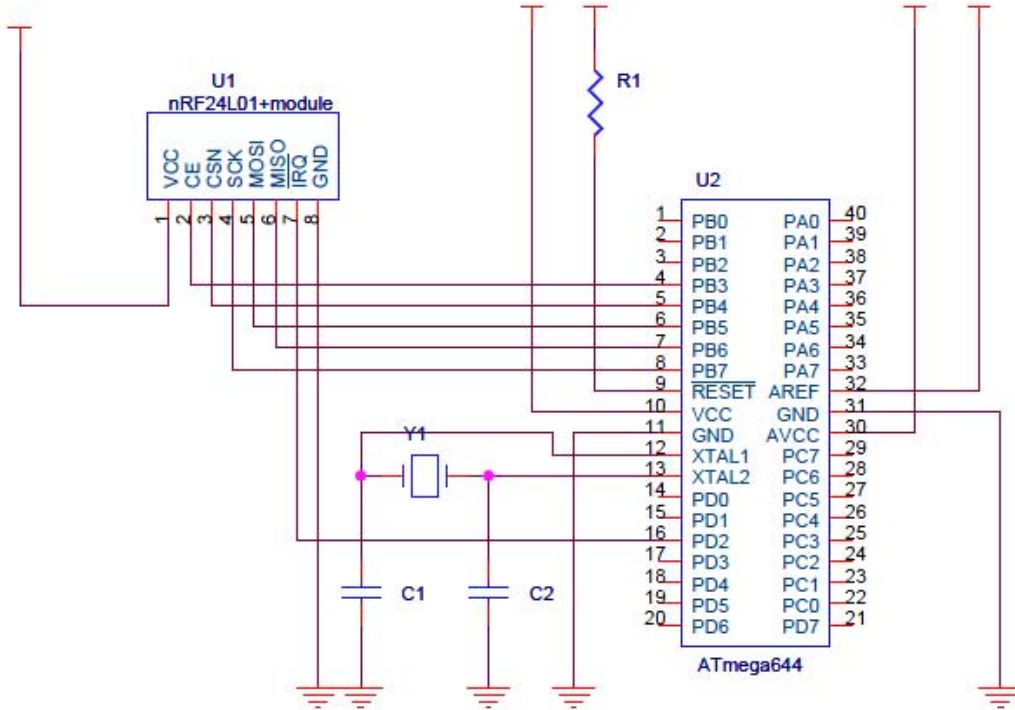 U1
nRF24L01+module
VCC CE CSN SCK MOSI MISO IRQ GND
1 2 3 4 5 6 7 8
R1
U2
1 PB0 PA0 40
2 PB1 PA1 39
3 PB2 PA2 38
4 PB3 PA3 37
5 PB4 PA4 36
6 PB5 PA5 35
7 PB6 PA6 34
8 PB7 PA7 33
9 RESET AREF 32
10 VCC GND 31
11 GND AVCC 30
12 XTAL1 PC7 29
13 XTAL2 PC6 28
14 PD0 PC5 27
15 PD1 PC4 26
16 PD2 PC3 25
17 PD3 PC2 24
18 PD4 PC1 23
19 PD5 PC0 22
20 PD6 PD7 21
ATmega644
Y1
C1
C2